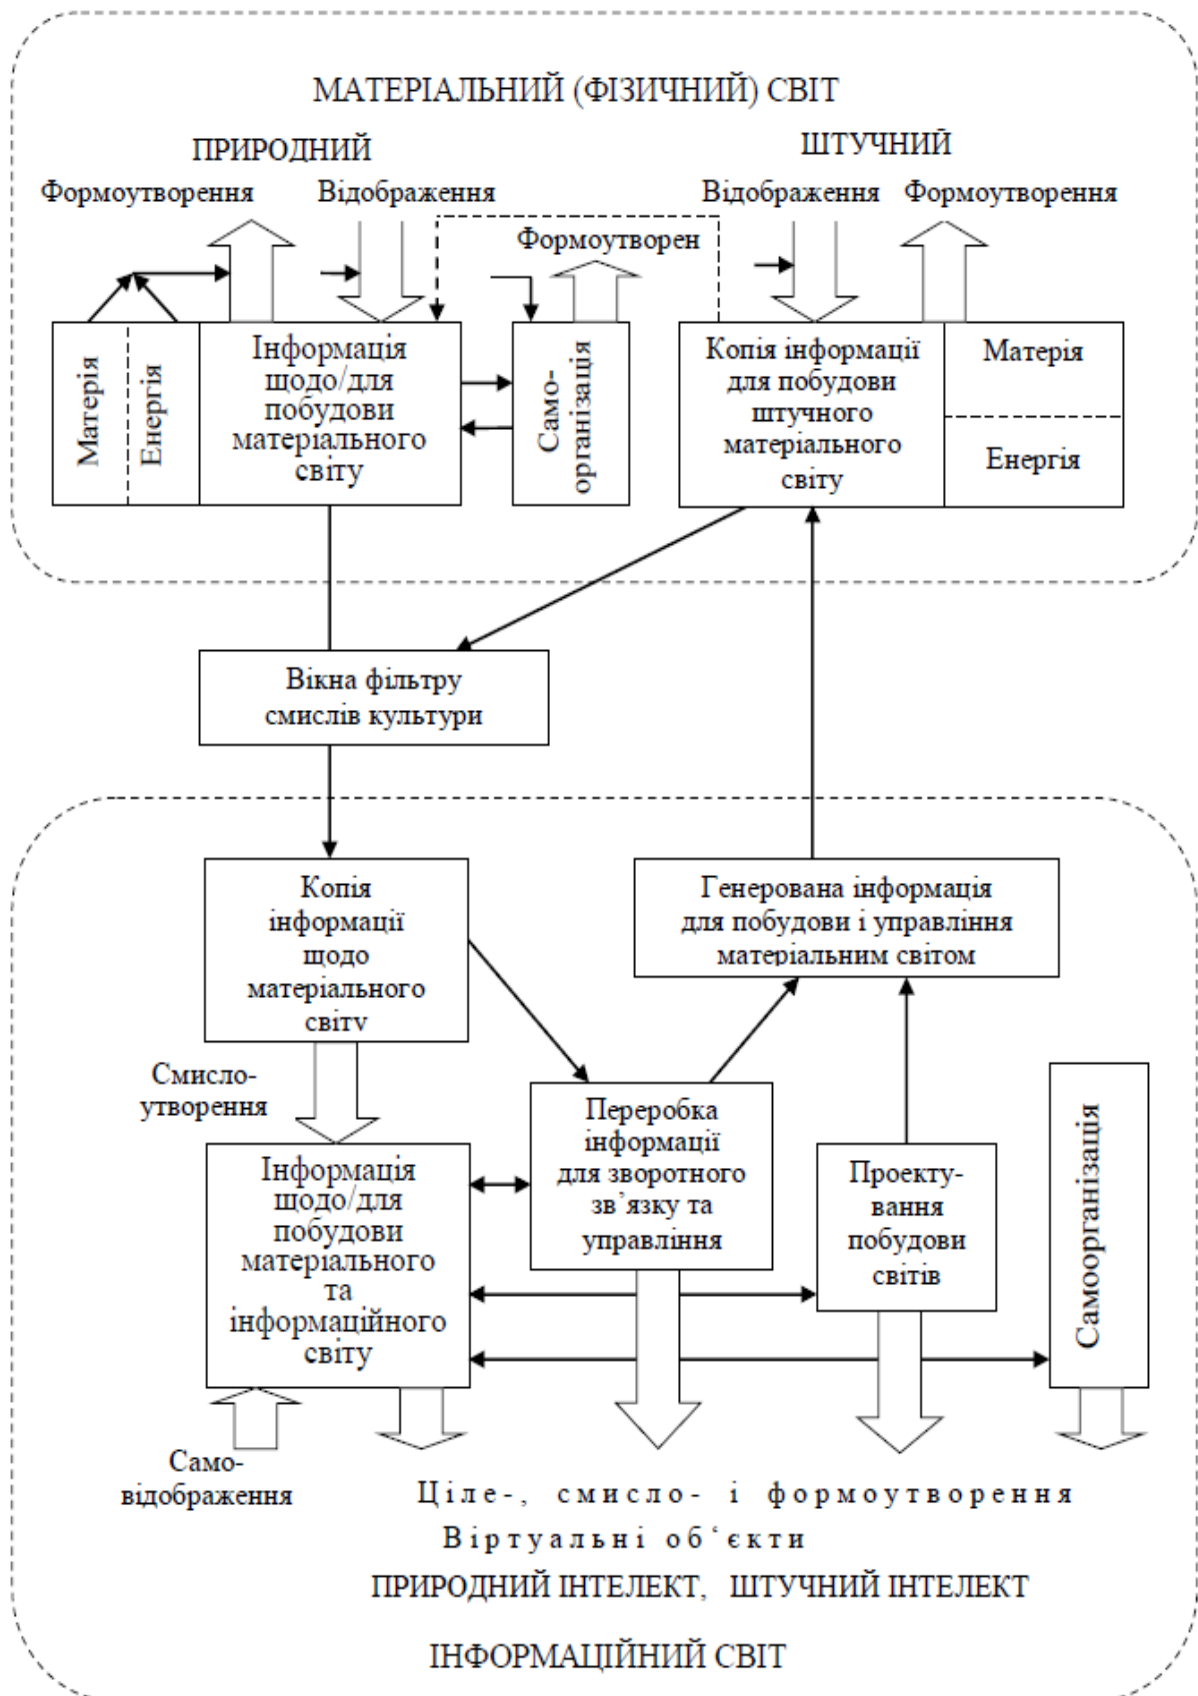 МАТЕРІАЛЬНИЙ (ФІЗИЧНИЙ) СВІТ
ПРИРОДНИЙ
ШТУЧНИЙ
Формоутворення
Відображення
Відображення
Формоутворення
Формоутворен
Матерія
Енергія
Інформація
щодо/для
побудови
матеріального
світу
Само-
організація
Копія інформації
для побудови
штучного
матеріального
світу
Матерія
Енергія
Вікна фільтру
смислів культури
Копія
інформації
щодо
матеріального
світу
Генерована інформація
для побудови і управління
матеріальним світом
Смисло-
утворення
Переробка
інформації
для зворотного
зв’язку та
управління
Проекту-
вання
побудови
світів
Самоорганізація
Інформація
щодо/для
побудови
матеріального
та
інформаційного
світу
Само-
відображення
Ціле-, смисло- і формоутворення
Віртуальні об‘єкти
ПРИРОДНИЙ ІНТЕЛЕКТ, ШТУЧНИЙ ІНТЕЛЕКТ
ІНФОРМАЦІЙНИЙ СВІТ